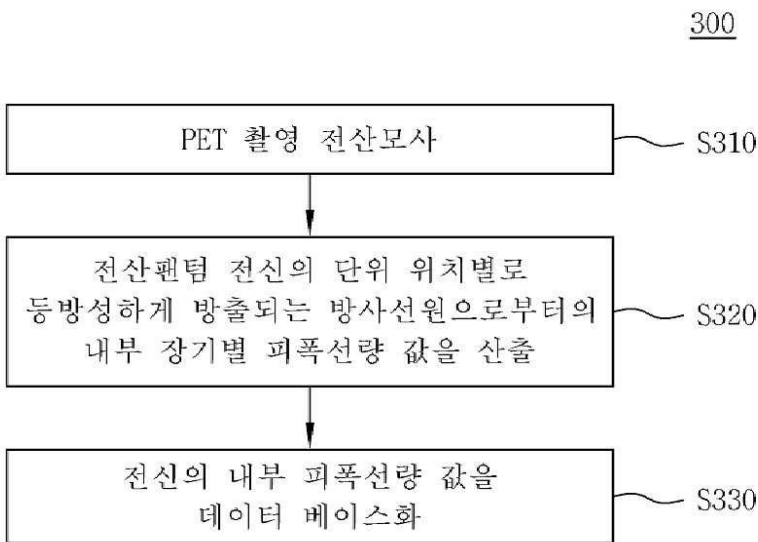 300
PET 촬영 전산모사
S310
전산팬텀 전신의 단위 위치별로
등방성하게 방출되는 방사선원으로부터의
내부 장기별 피폭선량 값을 산출
S320
전신의 내부 피폭선량 값을
데이터 베이스화
S330